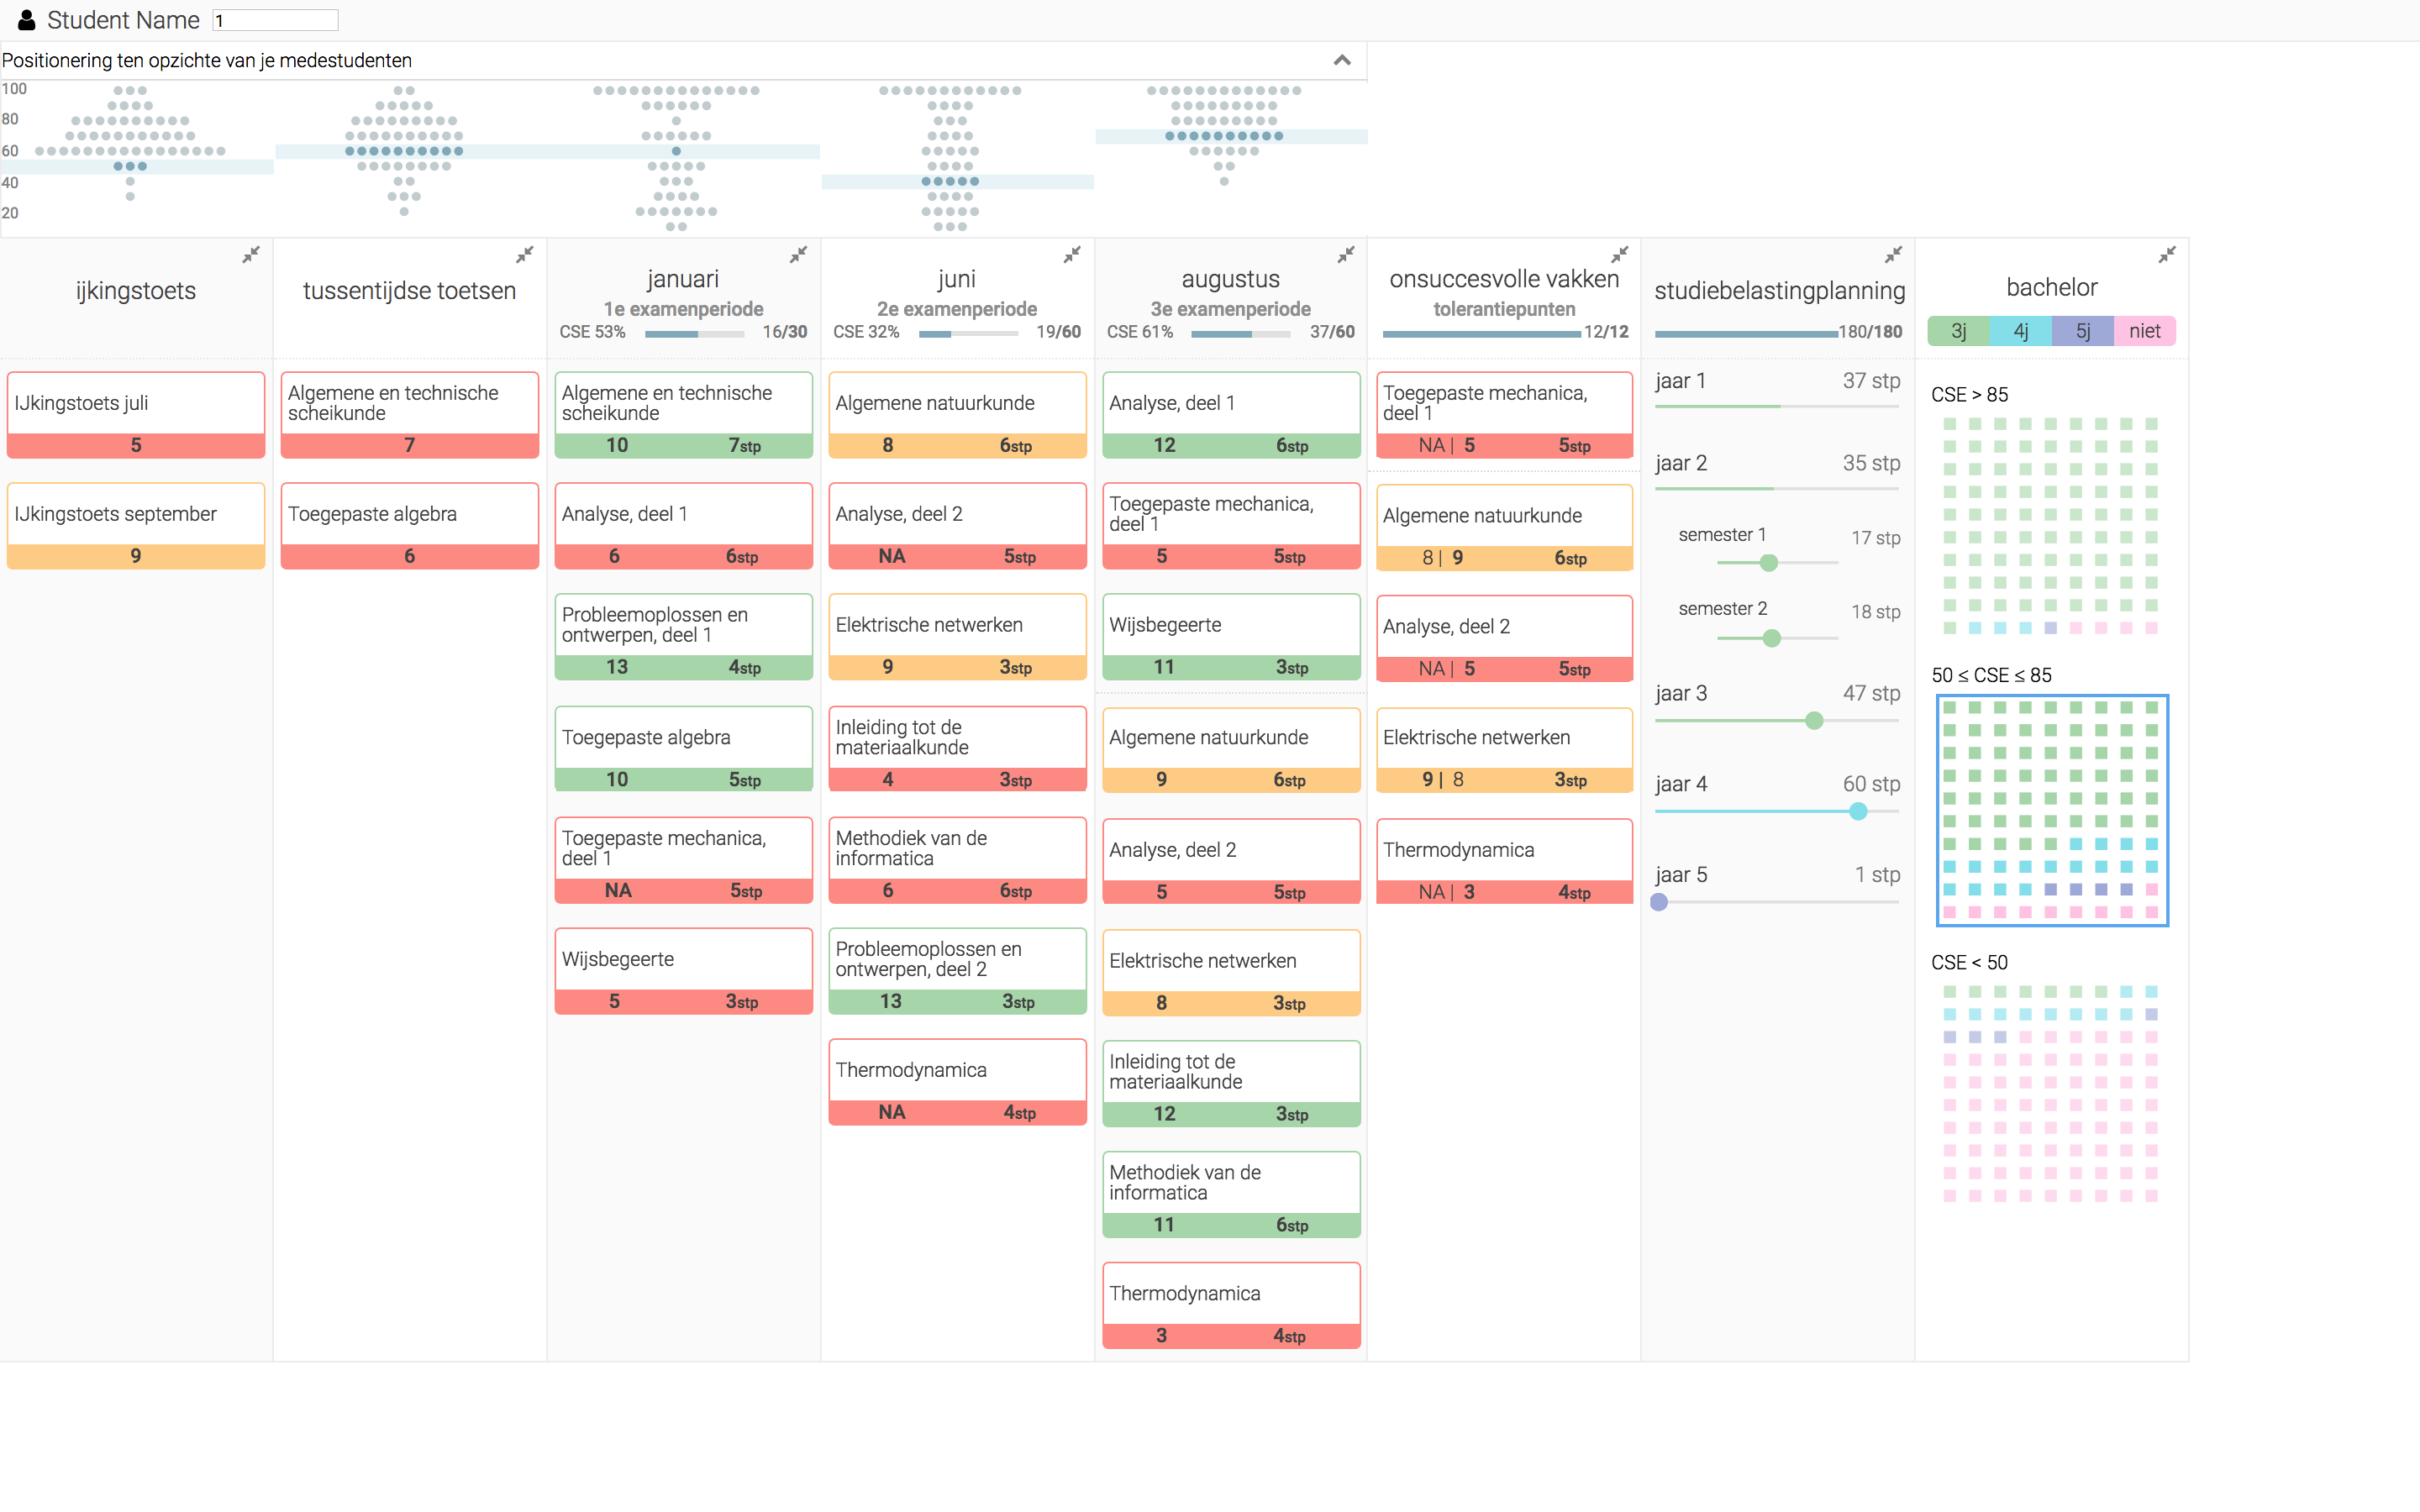 Student Name 1
Positionering ten opzichte van je medestudenten
100
80
60
40
20
ijkingstoets
IJkingstoets juli
5
IJkingstoets september
9
tussentijdse toetsen
Algemene en technische
scheikunde
7
Toegepaste algebra
6
januari
1e examenperiode
CSE 53% 16/30
Algemene en technische
scheikunde
10 7stp
Analyse, deel 1
6 6stp
Probleemoplossen en
ontwerpen, deel 1
13 4stp
Toegepaste algebra
10 5stp
Toegepaste mechanica,
deel 1
NA 5stp
Wijsbegeerte
5 3stp
juni
2e examenperiode
CSE 32% 19/60
Algemene natuurkunde
8 6stp
Analyse, deel 2
NA 5stp
Elektrische netwerken
9 3stp
Inleiding tot de
materiaalkunde
4 3stp
Methodiek van de
informatica
6 6stp
Probleemoplossen en
ontwerpen, deel 2
13 3stp
Thermodynamica
NA 4stp
augustus
3e examenperiode
CSE 61% 37/60
Analyse, deel 1
12 6stp
Toegepaste mechanica,
deel 1
5 5stp
Wijsbegeerte
11 3stp
Algemene natuurkunde
9 6stp
Analyse, deel 2
5 5stp
Elektrische netwerken
8 3stp
Inleiding tot de
materiaalkunde
12 3stp
Methodiek van de
informatica
11 6stp
Thermodynamica
3 4stp
onsuccesvolle vakken
tolerantiepunten
12/12
Toegepaste mechanica,
deel 1
NA | 5 5stp
Algemene natuurkunde
8 | 9 6stp
Analyse, deel 2
NA | 5 5stp
Elektrische netwerken
9 | 8 3stp
Thermodynamica
NA | 3 4stp
studiebelastingplanning
180/180
jaar 1 37 stp
jaar 2 35 stp
semester 1 17 stp
semester 2 18 stp
jaar 3 47 stp
jaar 4 60 stp
jaar 5 1 stp
bachelor
3j 4j 5j niet
CSE > 85
50 ≤ CSE ≤ 85
CSE < 50